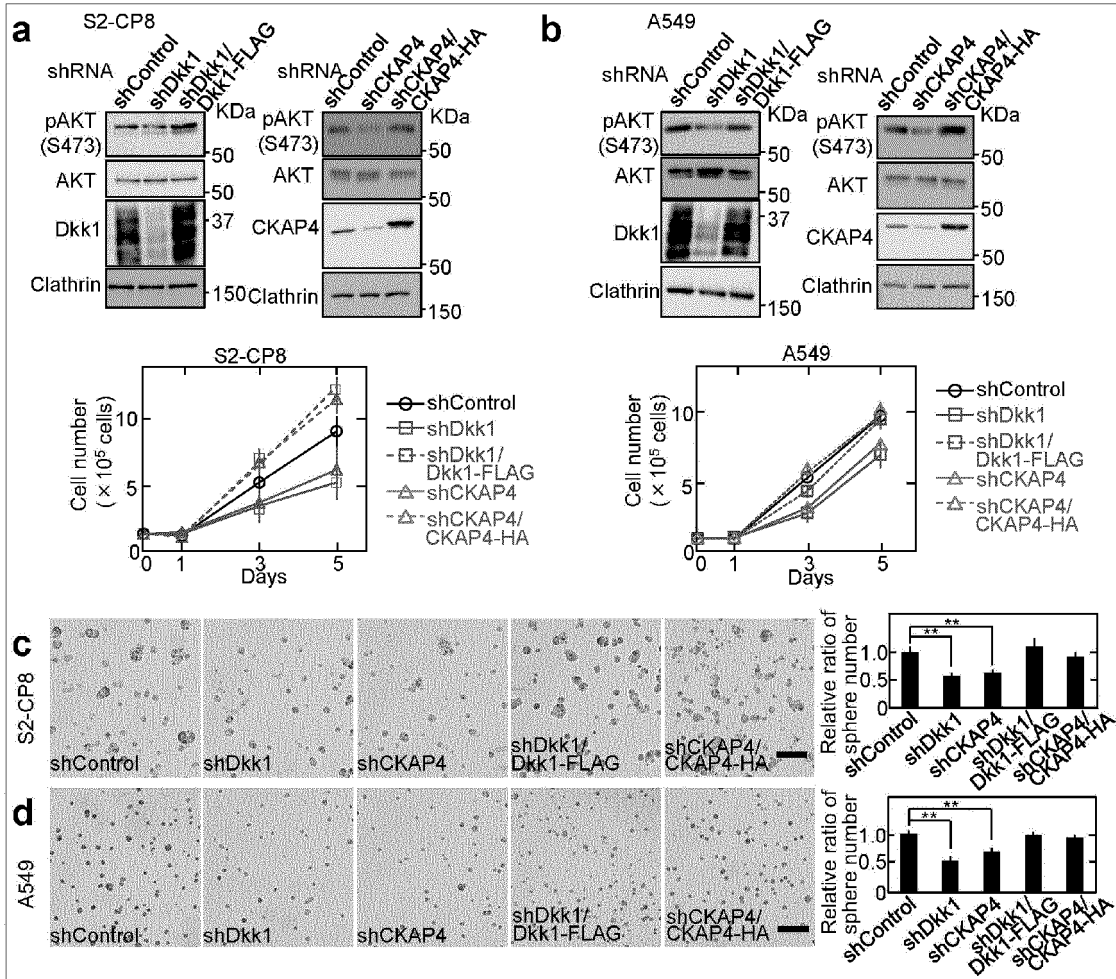 a
S2-CP8
shRNA
shControl
shDkk1
shDkk1/
Dkk1-FLAG
KDa
pAKT
(S473)
50
AKT
50
Dkk1
37
Clathrin
150
shRNA
shControl
shCKAP4
shCKAP4/
CKAP4-HA
KDa
pAKT
(S473)
50
AKT
50
CKAP4
50
Clathrin
150
S2-CP8
Cell number
(×10⁵ cells)
10
5
0
0 1 3 5
Days
shControl
shDkk1
shDkk1/
Dkk1-FLAG
shCKAP4
shCKAP4/
CKAP4-HA
b
A549
shRNA
shControl
shDkk1
shDkk1/
Dkk1-FLAG
KDa
pAKT
(S473)
50
AKT
50
Dkk1
37
Clathrin
150
shRNA
shControl
shCKAP4
shCKAP4/
CKAP4-HA
KDa
pAKT
(S473)
50
AKT
50
CKAP4
50
Clathrin
150
A549
Cell number
(×10⁵ cells)
10
5
0
0 1 3 5
Days
shControl
shDkk1
shDkk1/
Dkk1-FLAG
shCKAP4
shCKAP4/
CKAP4-HA
c
S2-CP8
shControl
shDkk1
shCKAP4
shDkk1/
Dkk1-FLAG
shCKAP4/
CKAP4-HA
Relative ratio of
sphere number
1.0
0.5
0
**
**
shControl
shDkk1
shCKAP4
shDkk1/
Dkk1-FLAG
shCKAP4/
CKAP4-HA
d
A549
shControl
shDkk1
shCKAP4
shDkk1/
Dkk1-FLAG
shCKAP4/
CKAP4-HA
Relative ratio of
sphere number
1.0
0.5
0
**
**
shControl
shDkk1
shCKAP4
shDkk1/
Dkk1-FLAG
shCKAP4/
CKAP4-HA